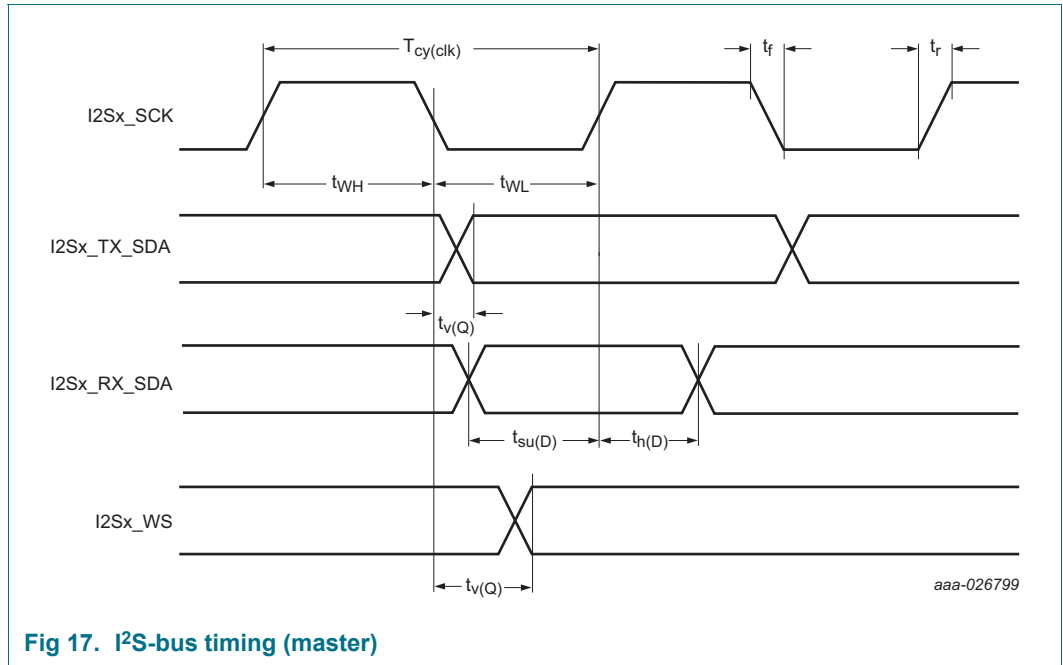 Tcy(clk)
tf
tr
I2Sx_SCK
tWH
tWL
I2Sx_TX_SDA
tv(Q)
I2Sx_RX_SDA
tsu(D)
th(D)
I2Sx_WS
tv(Q)
aaa-026799
Fig 17. I²S-bus timing (master)